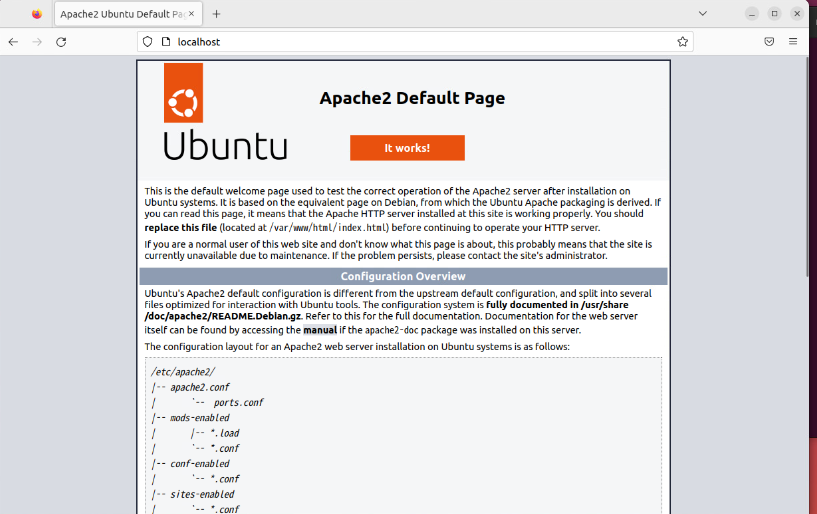 Apache2 Ubuntu Default Pag
localhost
Apache2 Default Page
Ubuntu
It works!
This is the default welcome page used to test the correct operation of the Apache2 server after installation on
Ubuntu systems. It is based on the equivalent page on Debian, from which the Ubuntu Apache packaging is derived. If
you can read this page, it means that the Apache HTTP server installed at this site is working properly. You should
replace this file (located at /var/www/html/index.html) before continuing to operate your HTTP server.
If you are a normal user of this web site and don't know what this page is about, this probably means that the site is
currently unavailable due to maintenance. If the problem persists, please contact the site's administrator.
Configuration Overview
Ubuntu's Apache2 default configuration is different from the upstream default configuration, and split into several
files optimized for interaction with Ubuntu tools. The configuration system is fully documented in /usr/share
/doc/apache2/README.Debian.gz. Refer to this for the full documentation. Documentation for the web server
itself can be found by accessing the manual if the apache2-doc package was installed on this server.
The configuration layout for an Apache2 web server installation on Ubuntu systems is as follows:
/etc/apache2/
|-- apache2.conf
|       `--  ports.conf
|-- mods-enabled
|       |-- *.load
|       `-- *.conf
|-- conf-enabled
|       `-- *.conf
|-- sites-enabled
|       `-- *.conf